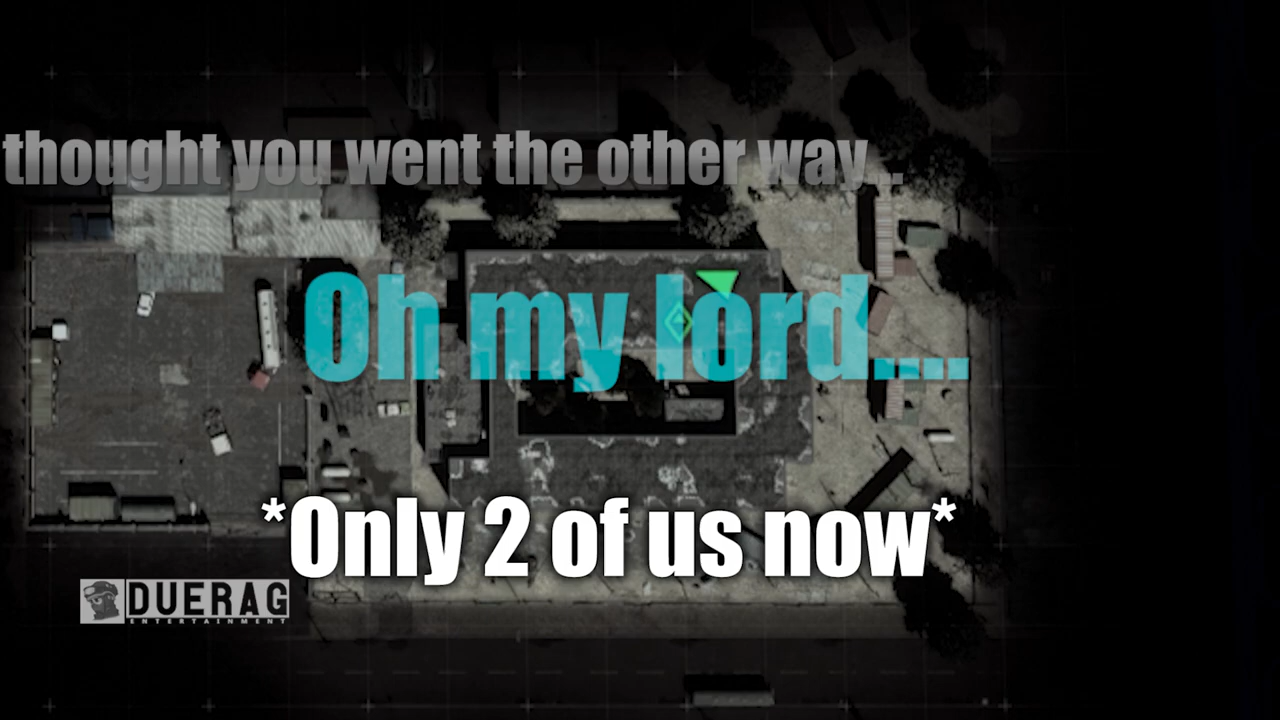 thought you went the other way...
Oh my lord....
*Only 2 of us now*
DUERAG
ENTERTAINMENT